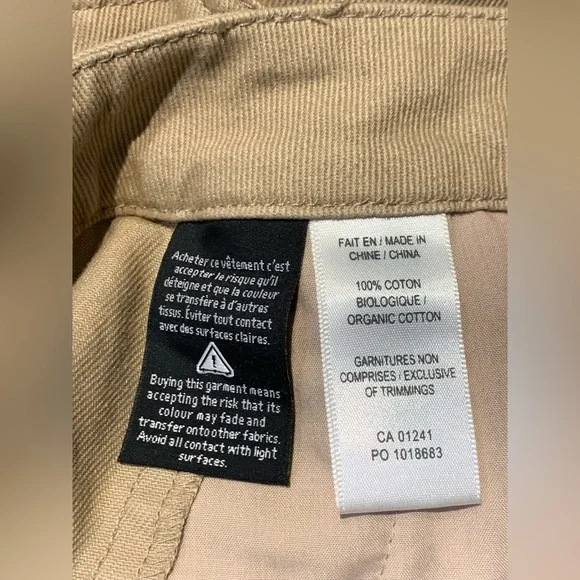 Acheter ce vêtement c'est
accepter le risque qu'il
déteigne et que la couleur
se transfère à d'autres
tissus. Éviter tout contact
avec des surfaces claires.
Buying this garment means
accepting the risk that its
colour may fade and
transfer onto other fabrics.
Avoid all contact with light
surfaces.
FAIT EN / MADE IN
CHINE / CHINA
100% COTON
BIOLOGIQUE /
ORGANIC COTTON
GARNITURES NON
COMPRISES / EXCLUSIVE
OF TRIMMINGS
CA 01241
PO 1018683